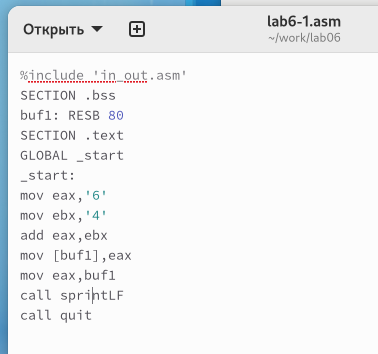 Открыть
lab6-1.asm
~/work/lab06
%include 'in_out.asm'
SECTION .bss
buf1: RESB 80
SECTION .text
GLOBAL _start
_start:
mov eax,'6'
mov ebx,'4'
add eax,ebx
mov [buf1],eax
mov eax,buf1
call sprintLF
call quit